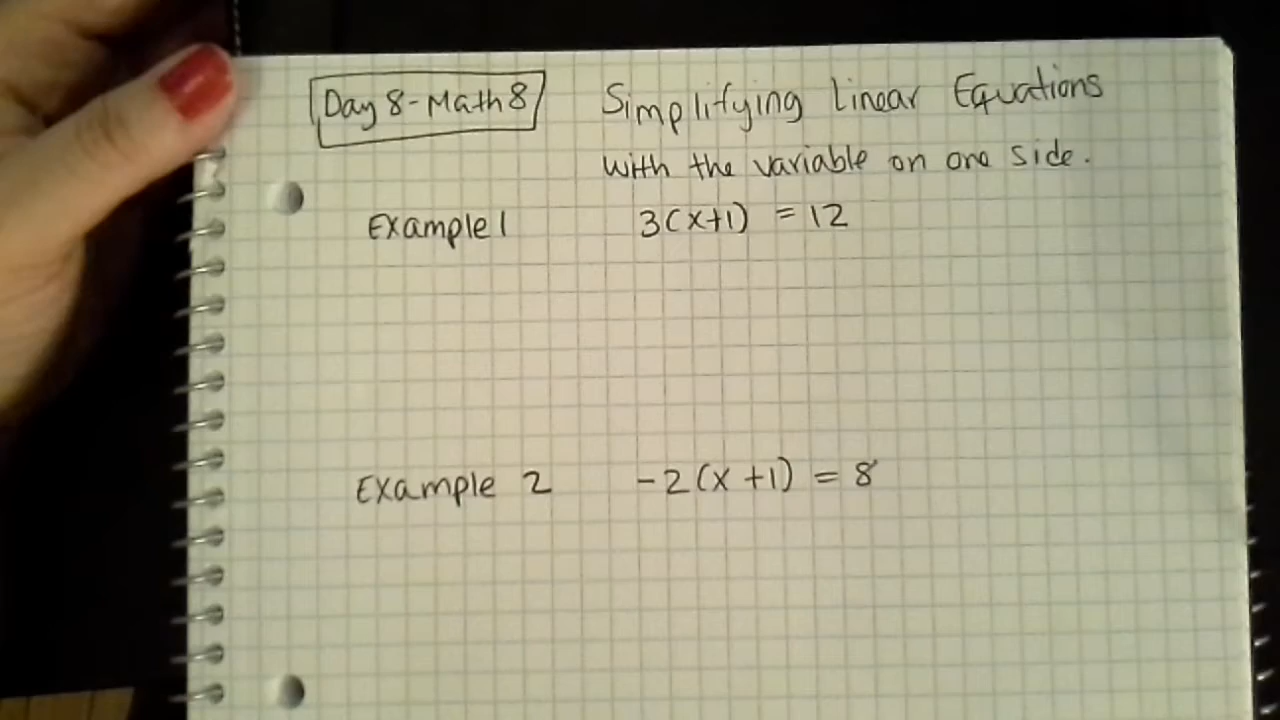 Day 8-Math 8
Simplifying Linear Equations
with the variable on one side.
Example 1 3(x+1) = 12
Example 2 -2(x +1) = 8